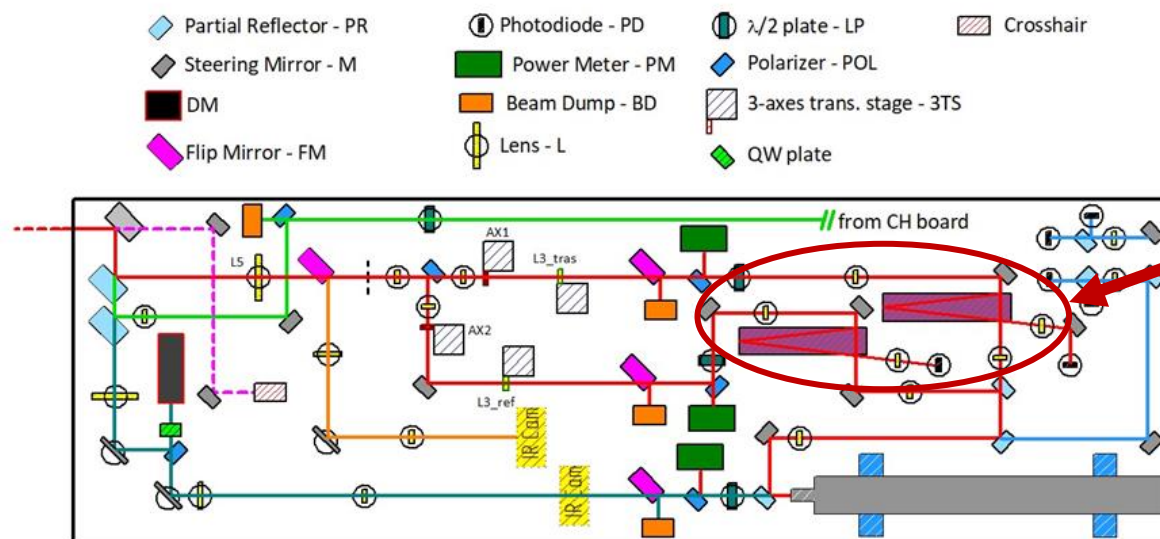 Partial Reflector - PR
Photodiode - PD
λ/2 plate - LP
Crosshair
Steering Mirror - M
Power Meter - PM
Polarizer - POL
DM
Beam Dump - BD
3-axes trans. stage - 3TS
Flip Mirror - FM
Lens - L
QW plate
from CH board
AX1
L5
L3_tras
AX2
L3_ref
IR Cam
IR Cam